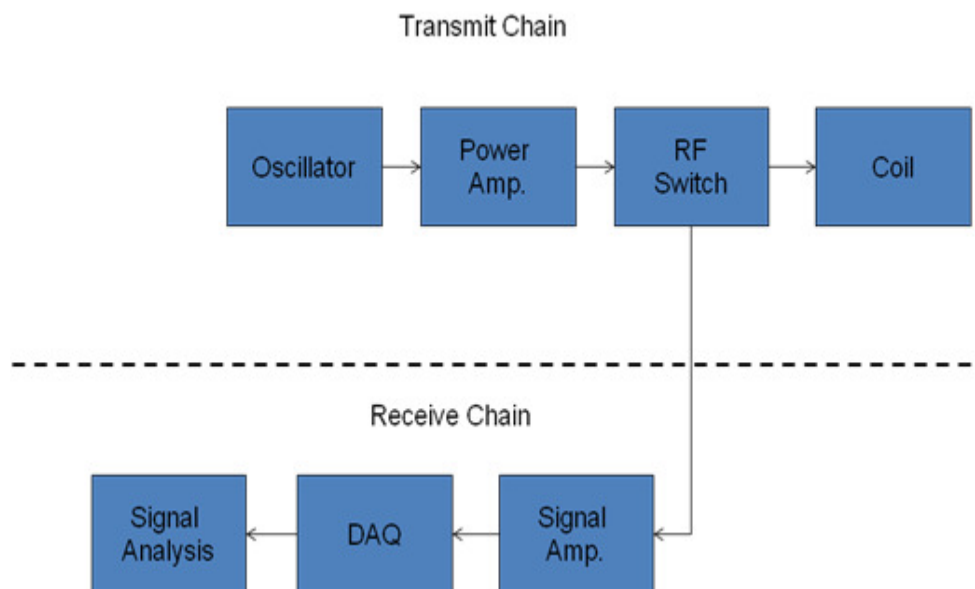 Transmit Chain
Oscillator
Power
Amp.
RF
Switch
Coil
Receive Chain
Signal
Analysis
DAQ
Signal
Amp.